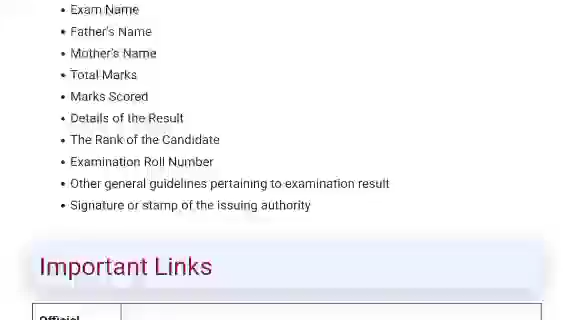 Exam Name
Father's Name
Mother's Name
Total Marks
Marks Scored
Details of the Result
The Rank of the Candidate
Examination Roll Number
Other general guidelines pertaining to examination result
Signature or stamp of the issuing authority
Important Links
Official